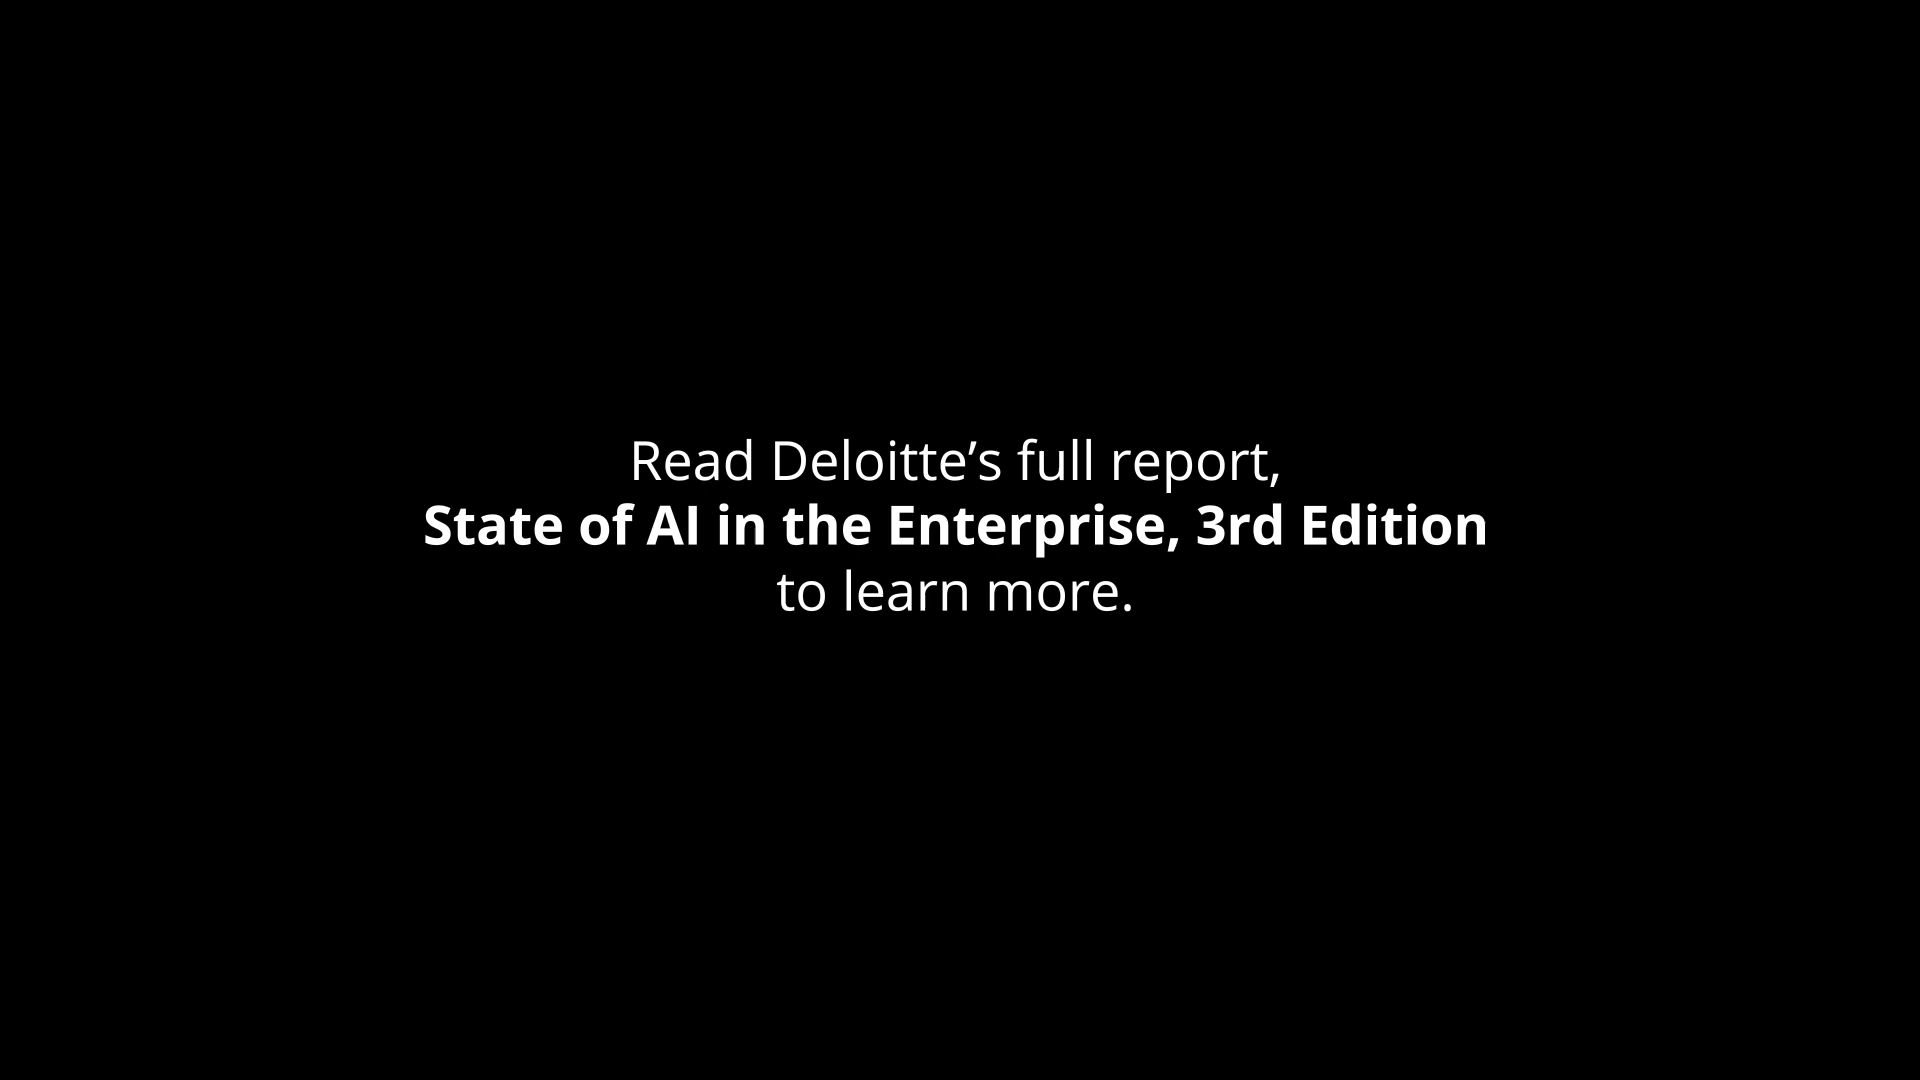 Read Deloitte’s full report,
State of AI in the Enterprise, 3rd Edition
to learn more.